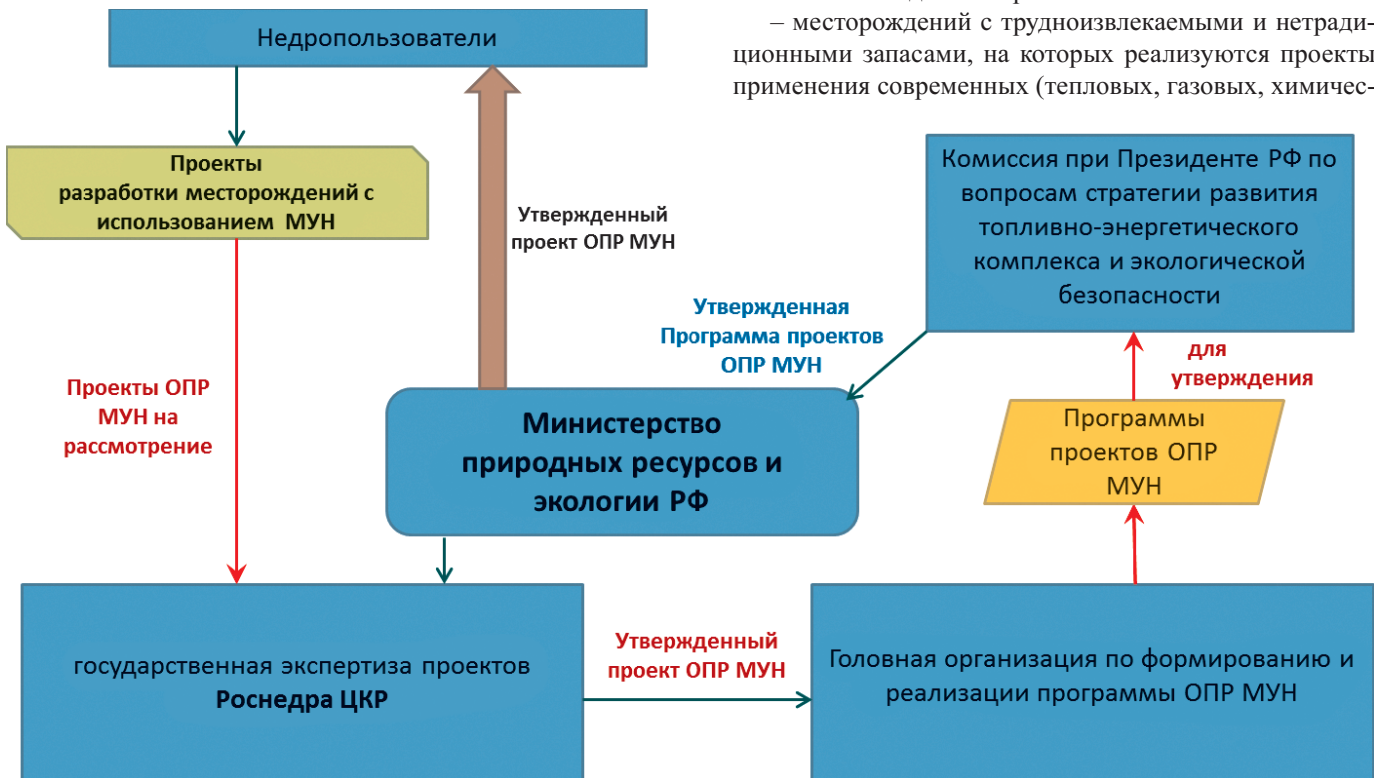 – месторождений с трудноизвлекаемыми и нетради-
ционными запасами, на которых реализуются проекты
применения современных (тепловых, газовых, химичес-
Недропользователи
Проекты
разработки месторождений с
использованием МУН
Утвержденный
проект ОПР МУН
Комиссия при Президенте РФ по
вопросам стратегии развития
топливно-энергетического
комплекса и экологической
безопасности
Утвержденная
Программа проектов
ОПР МУН
для
утверждения
Проекты ОПР
МУН на
рассмотрение
Министерство
природных ресурсов и
экологии РФ
Программы
проектов ОПР
МУН
государственная экспертиза проектов
Роснедра ЦКР
Утвержденный
проект ОПР МУН
Головная организация по формированию и
реализации программы ОПР МУН